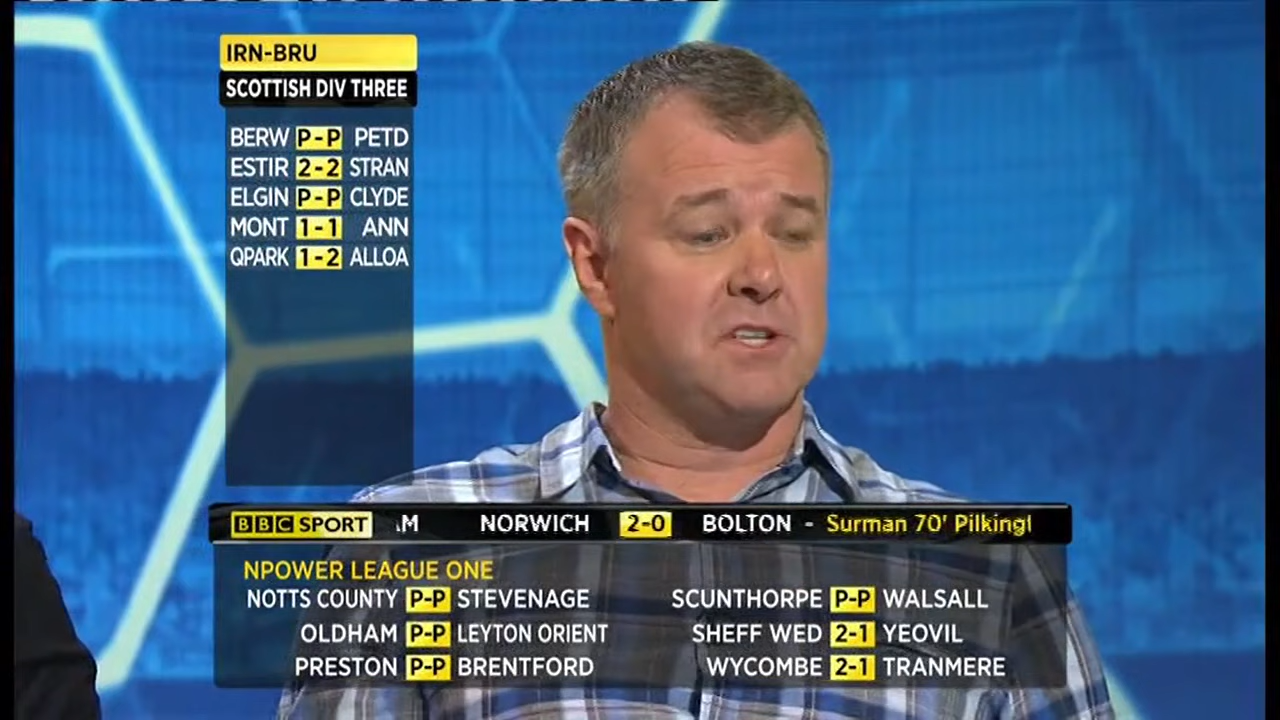 IRN-BRU
SCOTTISH DIV THREE
BERW P-P PETD
ESTIR 2-2 STRAN
ELGIN P-P CLYDE
MONT 1-1 ANN
QPARK 1-2 ALLOA
BBC SPORT NORWICH 2-0 BOLTON - Surman 70'
NPOWER LEAGUE ONE
NOTTS COUNTY P-P STEVENAGE SCUNTHORPE P-P WALSALL
OLDHAM P-P LEYTON ORIENT SHEFF WED 2-1 YEOVIL
PRESTON P-P BRENTFORD WYCOMBE 2-1 TRANMERE